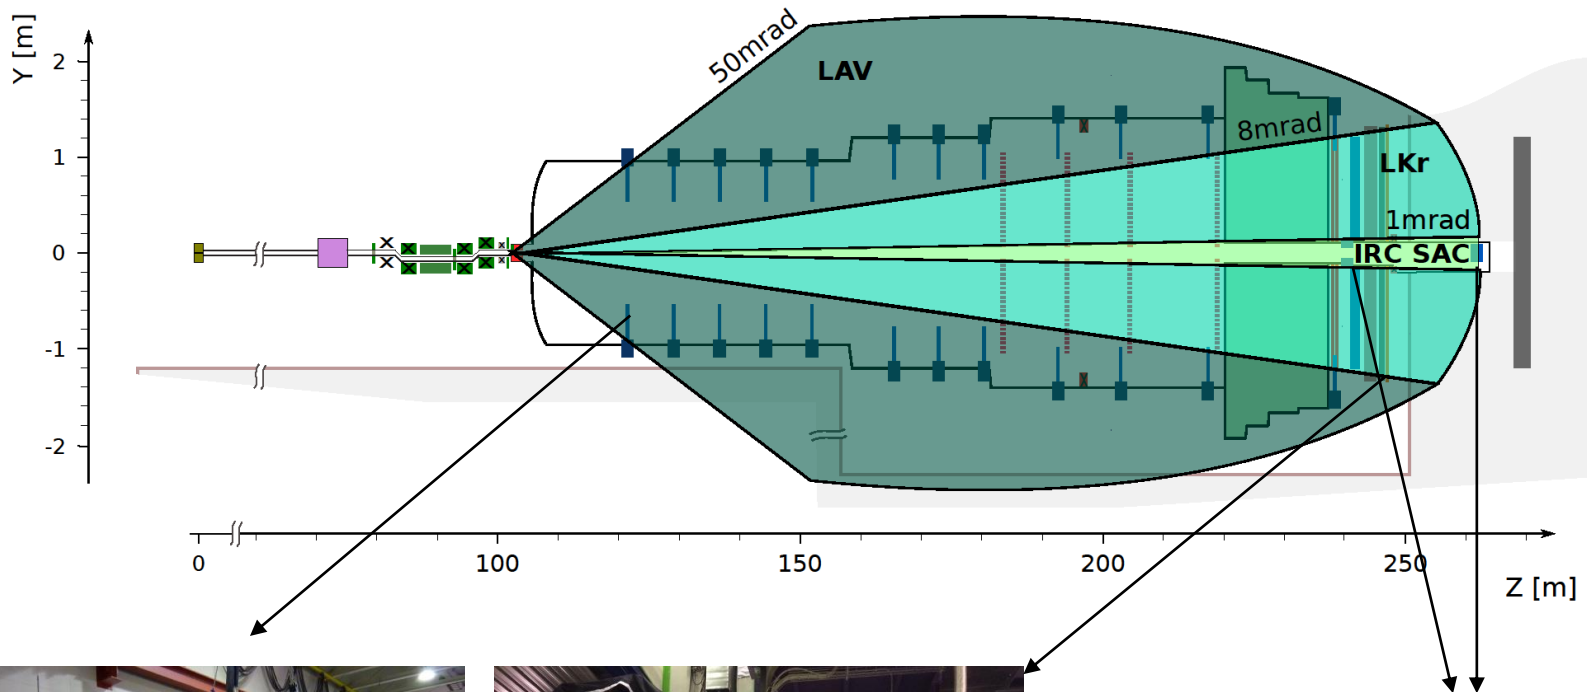 Y [m]
2
1
0
-1
-2
50mrad
LAV
8mrad
LKr
1mrad
IRC SAC
0
100
150
200
250
Z [m]